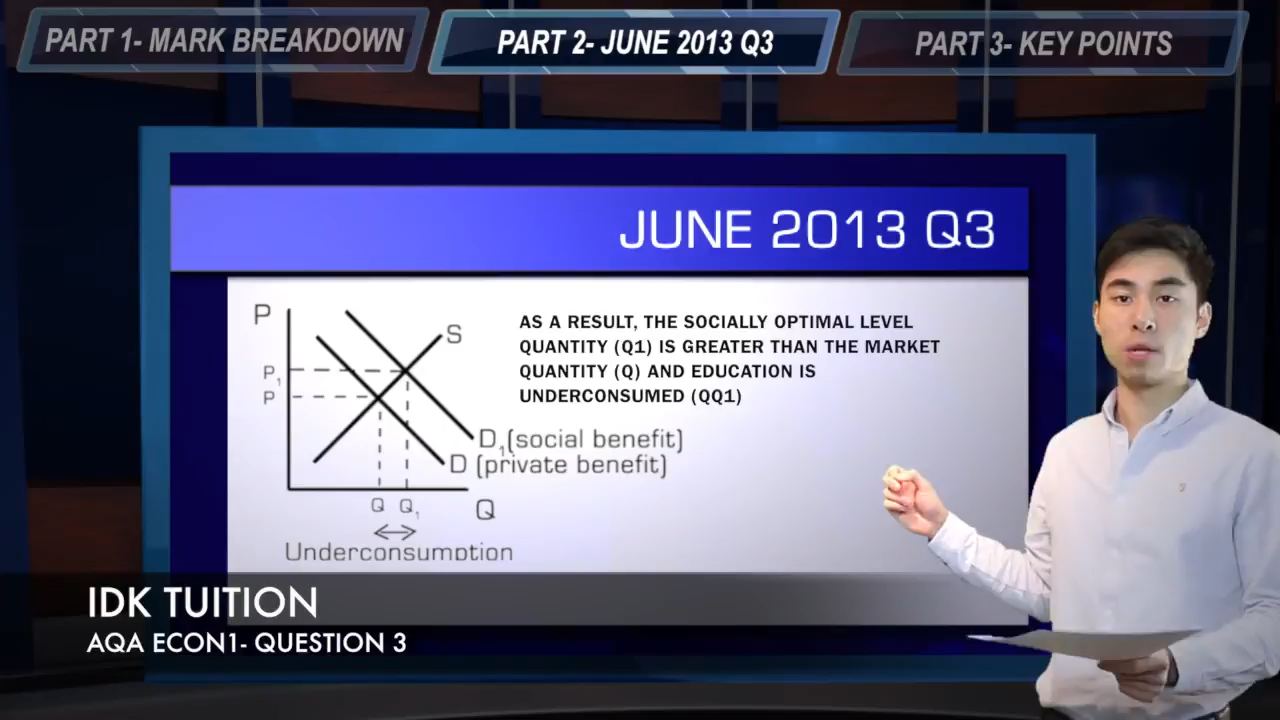 PART 1- MARK BREAKDOWN
PART 2- JUNE 2013 Q3
PART 3- KEY POINTS
JUNE 2013 Q3
P
S
P1
P
AS A RESULT, THE SOCIALLY OPTIMAL LEVEL
QUANTITY (Q1) IS GREATER THAN THE MARKET
QUANTITY (Q) AND EDUCATION IS
UNDERCONSUMED (QQ1)
D1(social benefit)
D (private benefit)
Q Q1 Q
Underconsumption
IDK TUITION
AQA ECON1- QUESTION 3